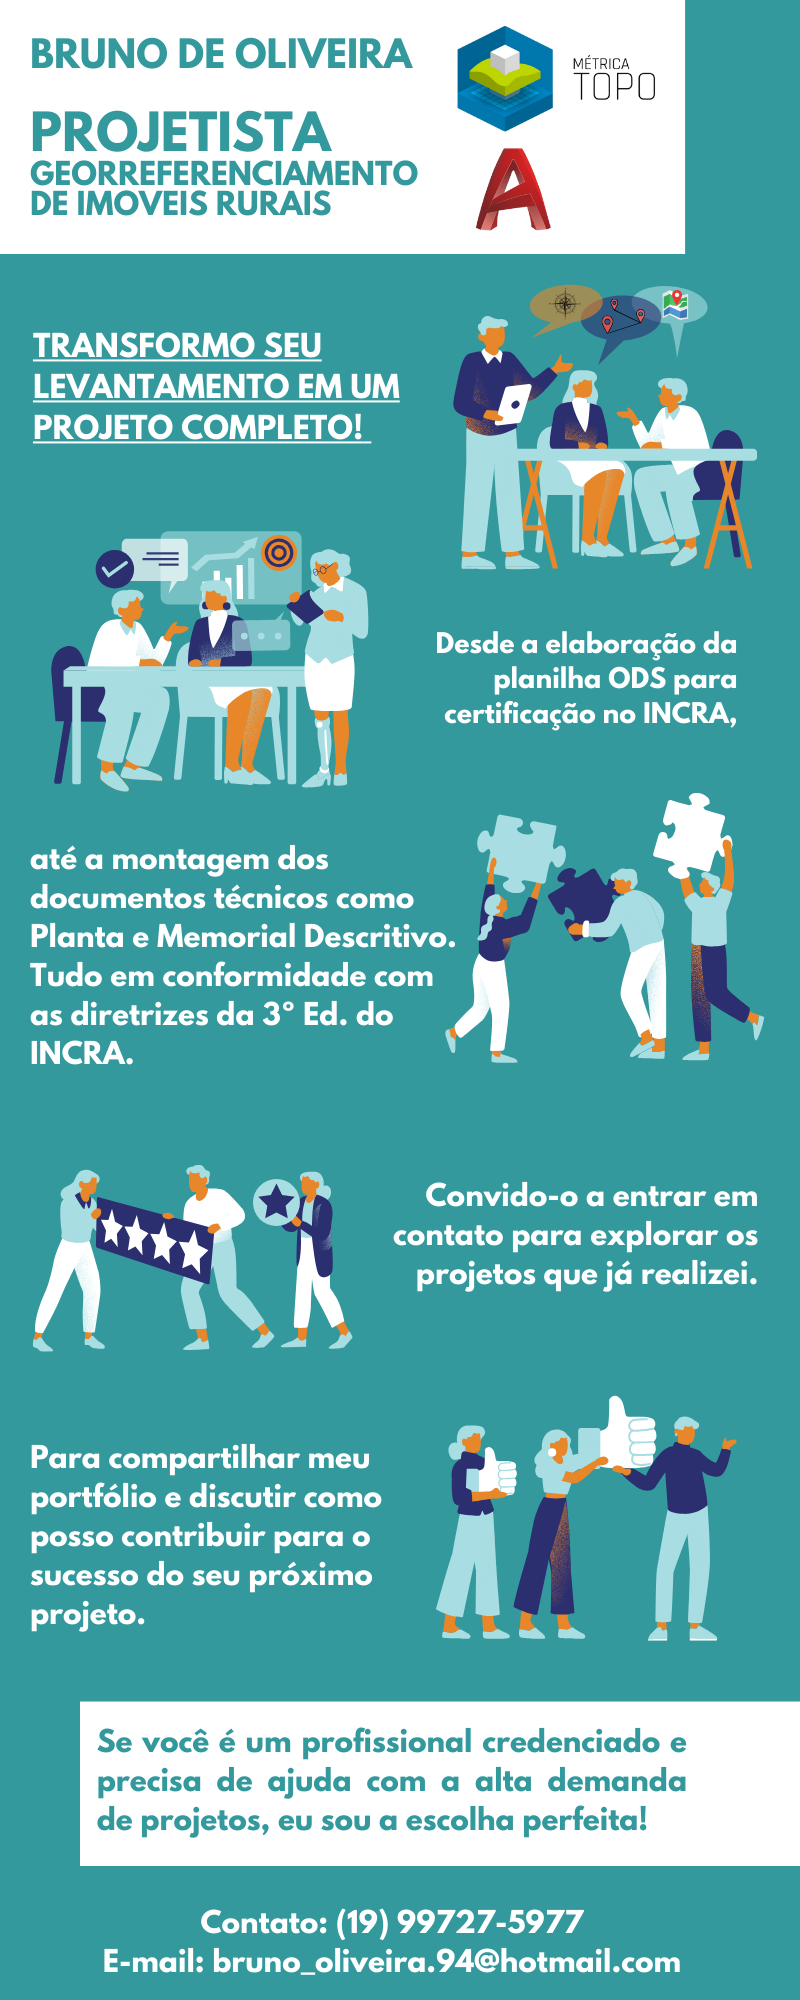 BRUNO DE OLIVEIRA
MÉTRICA
TOPO
PROJETISTA
GEORREFERENCIAMENTO
DE IMOVEIS RURAIS
TRANSFORMO SEU
LEVANTAMENTO EM UM
PROJETO COMPLETO!
Desde a elaboração da
planilha ODS para
certificação no INCRA,
até a montagem dos
documentos técnicos como
Planta e Memorial Descritivo.
Tudo em conformidade com
as diretrizes da 3º Ed. do
INCRA.
Convido-o a entrar em
contato para explorar os
projetos que já realizei.
Para compartilhar meu
portfólio e discutir como
posso contribuir para o
sucesso do seu próximo
projeto.
Se você é um profissional credenciado e
precisa de ajuda com a alta demanda
de projetos, eu sou a escolha perfeita!
Contato: (19) 99727-5977
E-mail: bruno_oliveira.94@hotmail.com